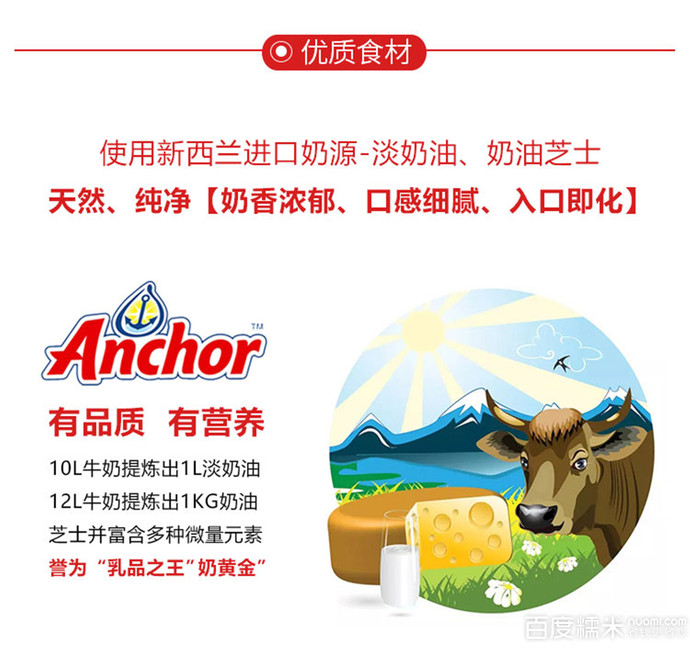 优质食材
使用新西兰进口奶源-淡奶油、奶油芝士
天然、纯净【奶香浓郁、口感细腻、入口即化】
Anchor™
有品质 有营养
10L牛奶提炼出1L淡奶油
12L牛奶提炼出1KG奶油
芝士并富含多种微量元素
誉为“乳品之王”奶黄金”
百度糯米 nuomi.com